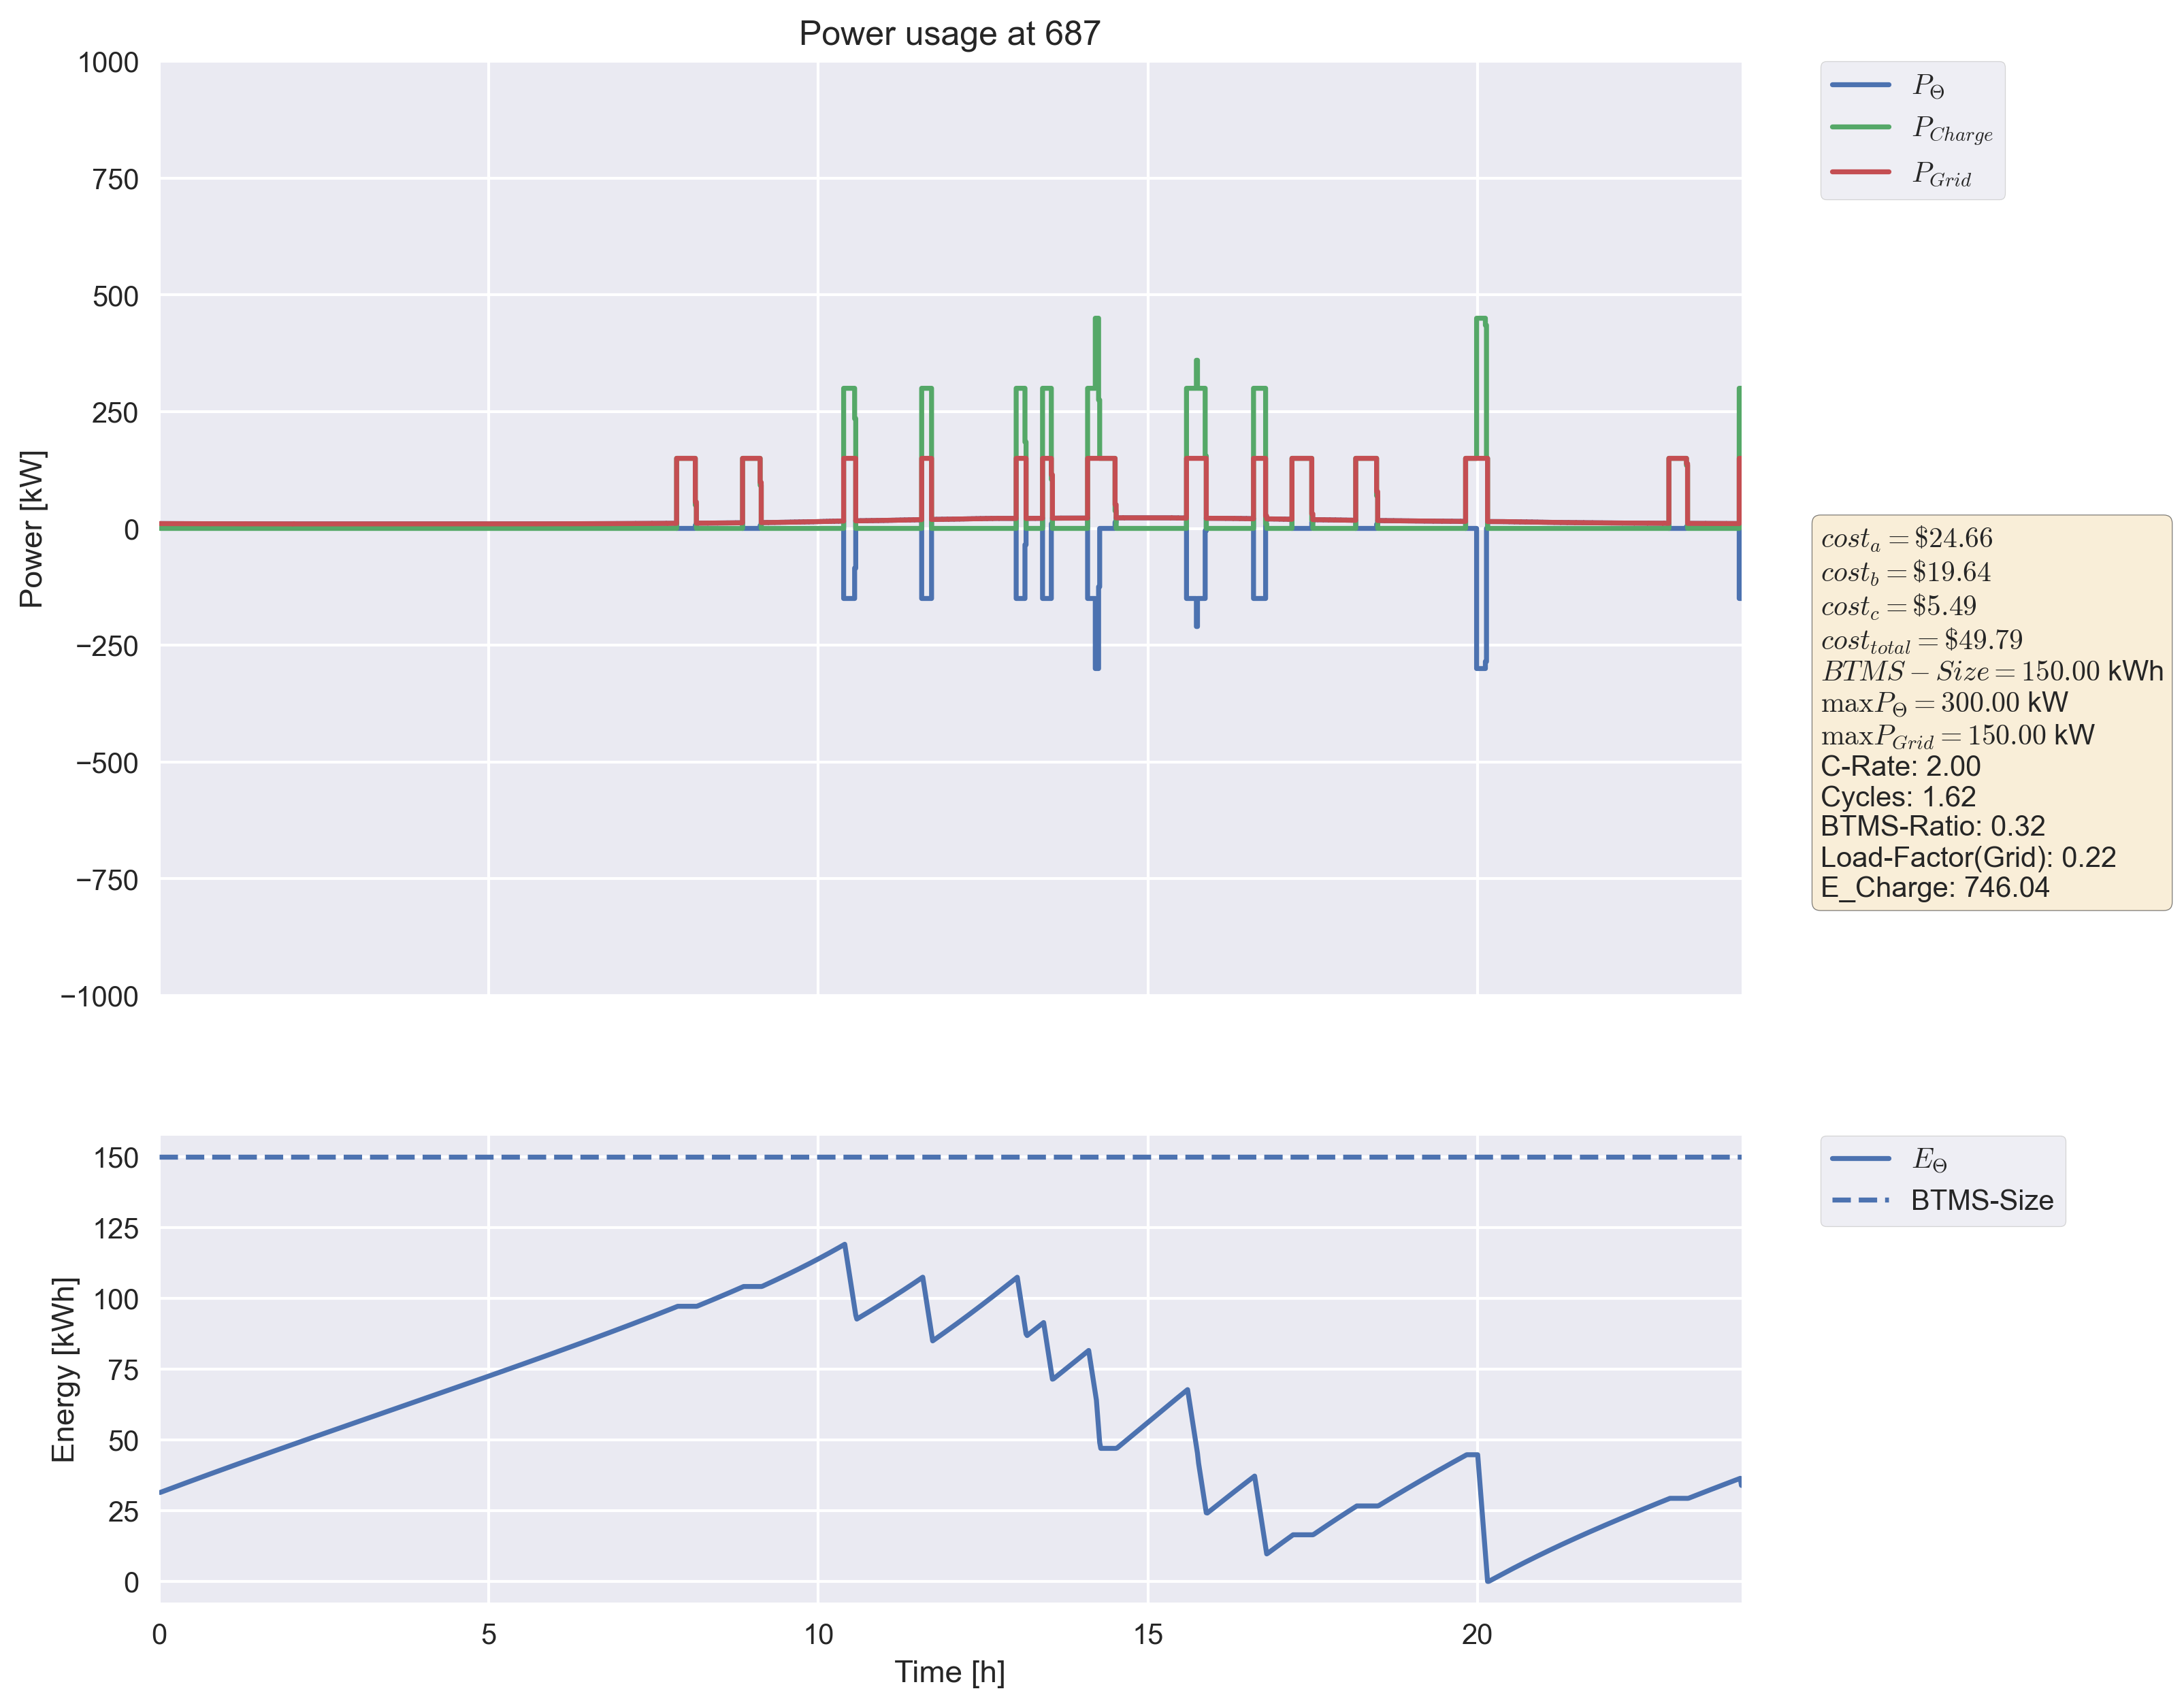 Power usage at 687
1000
750
500
250
0
−250
−500
−750
−1000
Power [kW]
P_Θ
P_Charge
P_Grid
cost_a = $24.66
cost_b = $19.64
cost_c = $5.49
cost_total = $49.79
BTMS − Size = 150.00 kWh
maxP_Θ = 300.00 kW
maxP_Grid = 150.00 kW
C-Rate: 2.00
Cycles: 1.62
BTMS-Ratio: 0.32
Load-Factor(Grid): 0.22
E_Charge: 746.04
150
125
100
75
50
25
0
Energy [kWh]
E_Θ
BTMS-Size
0 5 10 15 20
Time [h]